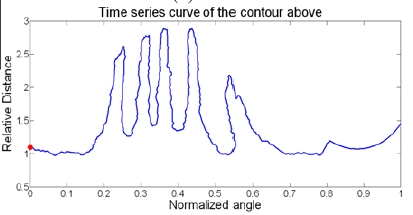 Time series curve of the contour above
3
2.5
2
1.5
1
0.5
Relative Distance
0 0.1 0.2 0.3 0.4 0.5 0.6 0.7 0.8 0.9 1
Normalized angle